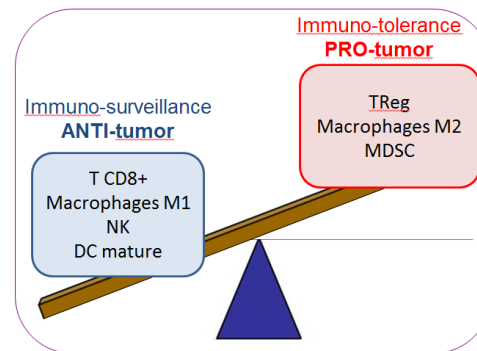 Immuno-tolerance
PRO-tumor
TReg
Macrophages M2
MDSC
Immuno-surveillance
ANTI-tumor
T CD8+
Macrophages M1
NK
DC mature